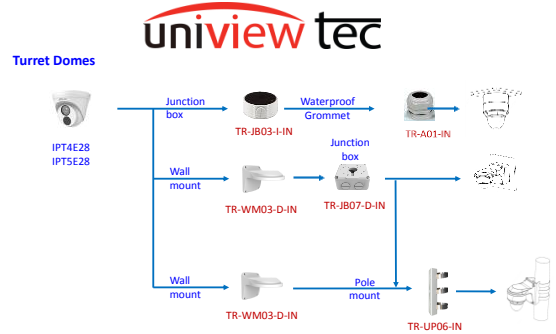 uniview tec
Turret Domes
Junction
box
Waterproof
Grommet
TR-JB03-I-IN
TR-A01-IN
IPT4E28
IPT5E28
Junction
box
Wall
mount
TR-WM03-D-IN
TR-JB07-D-IN
Wall
mount
Pole
mount
TR-WM03-D-IN
TR-UP06-IN